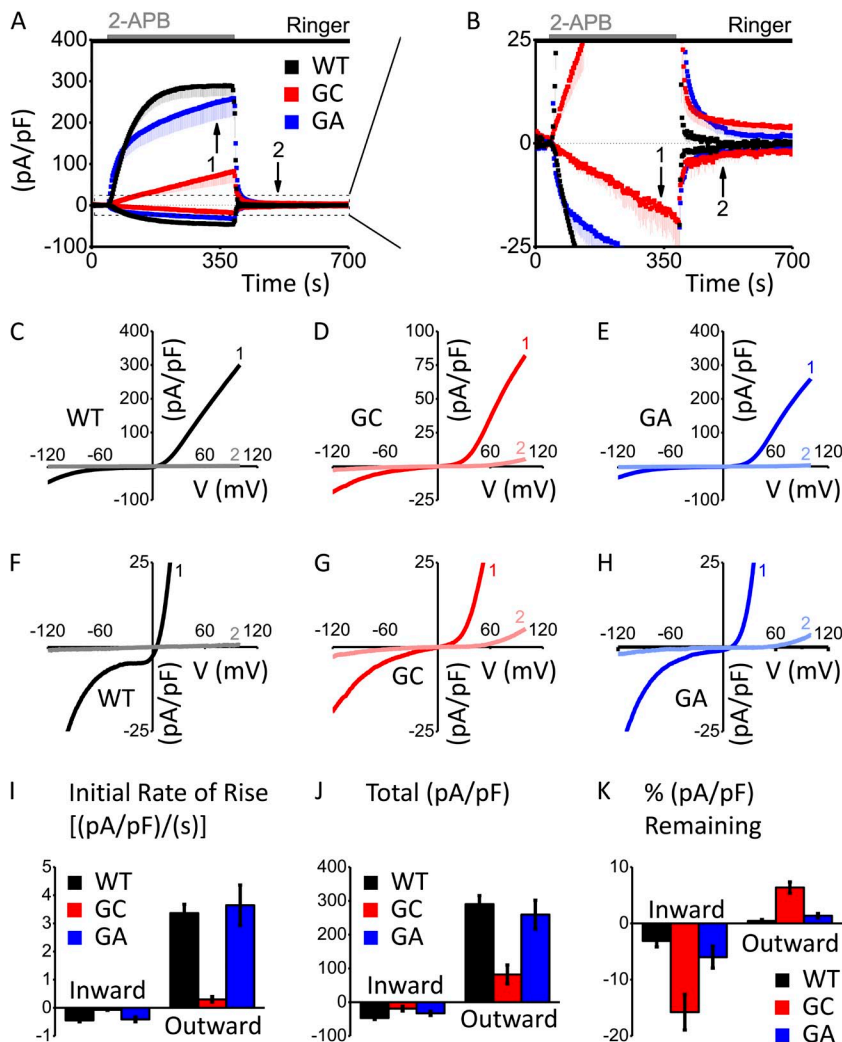 A
2-APB
Ringer
400
300
200
100
0
-100
(pA/pF)
WT
GC
GA
1
2
0
350
700
Time (s)
B
2-APB
Ringer
25
0
-25
(pA/pF)
1
2
0
350
700
Time (s)
C
400
300
200
100
-100
(pA/pF)
1
WT
-120
-60
2
60
120
V (mV)
D
100
75
50
25
-25
(pA/pF)
1
GC
-120
-60
2
60
120
V (mV)
E
400
300
200
100
-100
(pA/pF)
1
GA
-120
-60
2
60
120
V (mV)
F
25
1
-120
-60
2
60
120
V (mV)
WT
-25
(pA/pF)
G
25
1
2
-120
-60
60
120
V (mV)
GC
-25
(pA/pF)
H
25
1
2
-120
-60
60
120
V (mV)
GA
-25
(pA/pF)
I
Initial Rate of Rise
[(pA/pF)/(s)]
5
4
3
2
1
0
-1
WT
GC
GA
Inward
Outward
J
Total (pA/pF)
400
300
200
100
0
-100
WT
GC
GA
Inward
Outward
K
% (pA/pF)
Remaining
10
0
-10
-20
Inward
Outward
WT
GC
GA